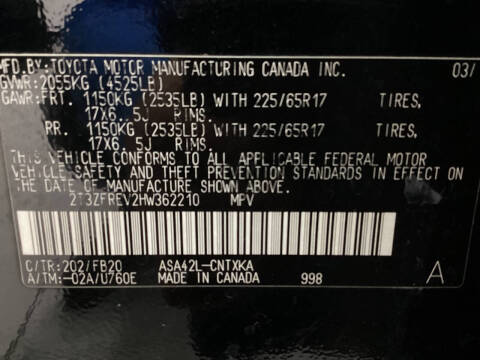 MFD.BY:TOYOTA MOTOR MANUFACTURING CANADA INC. 03/
GVWR:2055KG (4525LB)
GAWR:FRT. 1150KG (2535LB) WITH 225/65R17 TIRES,
17X6. 5J RIMS.
RR. 1150KG (2535LB) WITH 225/65R17 TIRES,
17X6. 5J RIMS.
THIS VEHICLE CONFORMS TO ALL APPLICABLE FEDERAL MOTOR
VEHICLE SAFETY AND THEFT PREVENTION STANDARDS IN EFFECT ON
THE DATE OF MANUFACTURE SHOWN ABOVE.
2T3ZFREV2HW362210 MPV
C/TR:202/FB20 ASA42L-CNTXKA
A/TM:-02A/U760E MADE IN CANADA 998 A